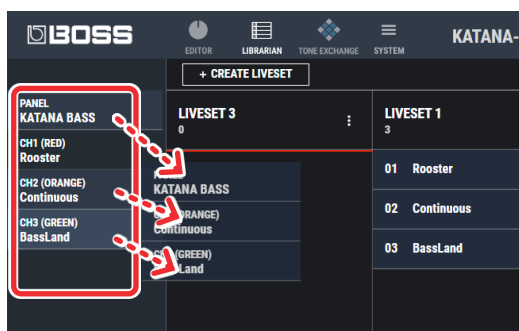 BOSS
EDITOR
LIBRARIAN
TONE EXCHANGE
SYSTEM
KATANA-
+ CREATE LIVESET
PANEL
KATANA BASS
CH1 (RED)
Rooster
CH2 (ORANGE)
Continuous
CH3 (GREEN)
BassLand
LIVESET 3
0
KATANA BASS
ORANGE)
Continuous
(GREEN)
Land
LIVESET 1
3
01 Rooster
02 Continuous
03 BassLand